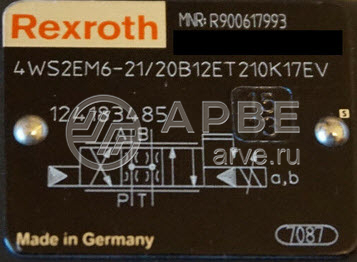 Rexroth
MNR: R900617993
4WS2EM6-21/20B12ET210K17EV
124183485
АРВЕ
arve.ru
A B
P T
a,b
S
Made in Germany
7087